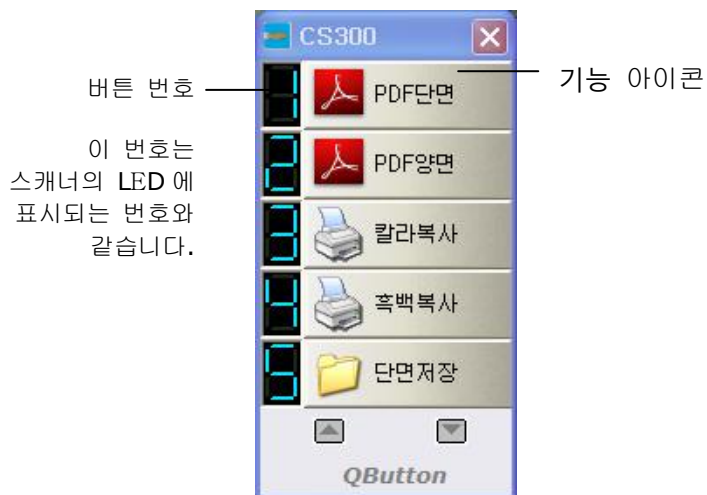 CS300
버튼 번호
1
PDF단면
기능 아이콘
이 번호는
스캐너의 LED 에
표시되는 번호와
같습니다.
2
PDF양면
3
칼라복사
4
흑백복사
5
단면저장
QButton